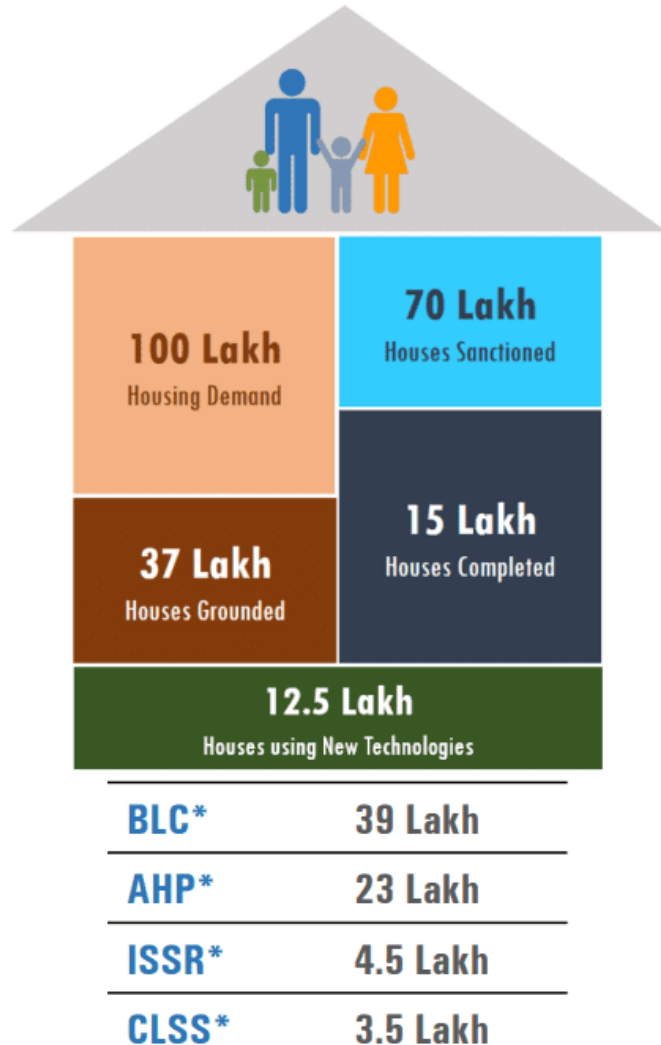 100 Lakh
Housing Demand
70 Lakh
Houses Sanctioned
37 Lakh
Houses Grounded
15 Lakh
Houses Completed
12.5 Lakh
Houses using New Technologies
BLC* 39 Lakh
AHP* 23 Lakh
ISSR* 4.5 Lakh
CLSS* 3.5 Lakh